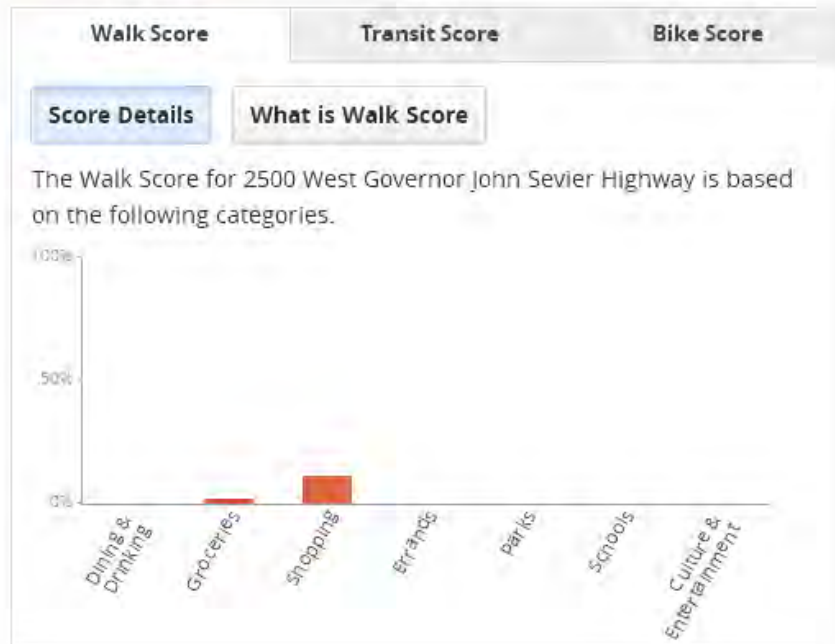 Walk Score
Transit Score
Bike Score
Score Details
What is Walk Score
The Walk Score for 2500 West Governor John Sevier Highway is based
on the following categories.
100%
50%
0%
Dining &
Drinking
Groceries
Shopping
Errands
Parks
Schools
Culture &
Entertainment